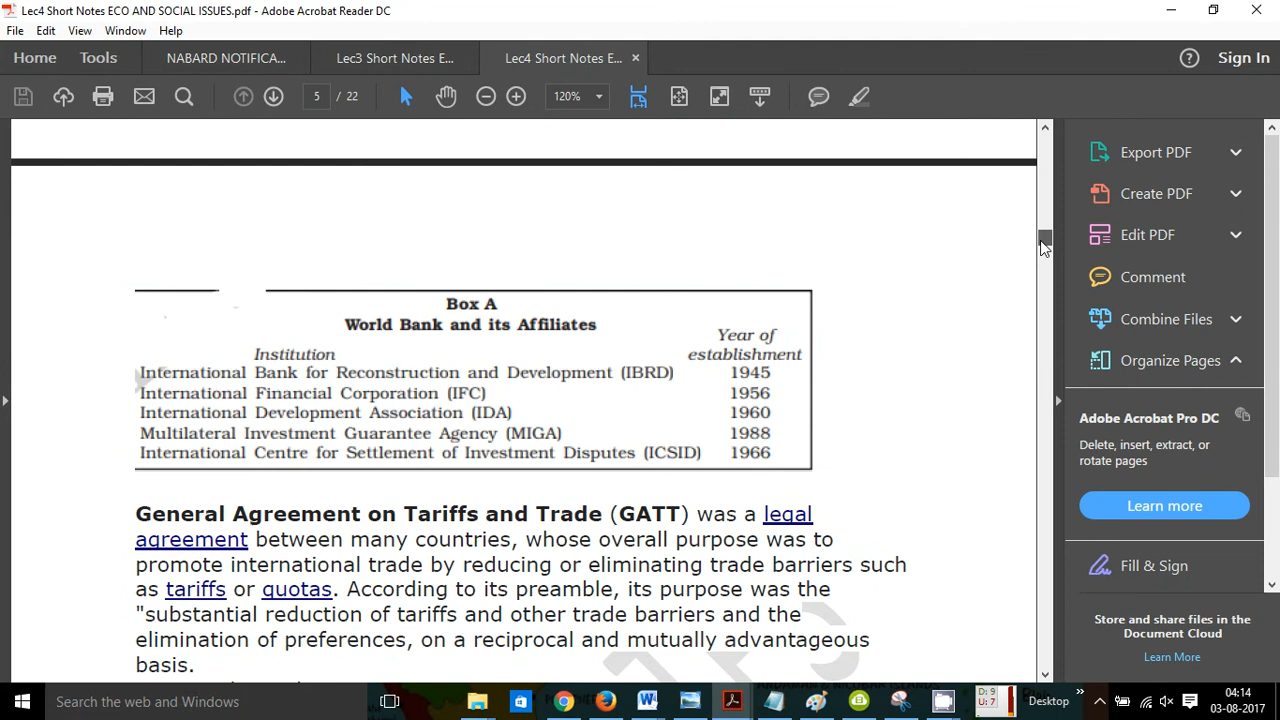 Lec4 Short Notes ECO AND SOCIAL ISSUES.pdf - Adobe Acrobat Reader DC
File Edit View Window Help
Home Tools NABARD NOTIFICA... Lec3 Short Notes E... Lec4 Short Notes E... × ? Sign In
5 / 22 120%
Box A
World Bank and its Affiliates
Year of
Institution establishment
International Bank for Reconstruction and Development (IBRD) 1945
International Financial Corporation (IFC) 1956
International Development Association (IDA) 1960
Multilateral Investment Guarantee Agency (MIGA) 1988
International Centre for Settlement of Investment Disputes (ICSID) 1966
General Agreement on Tariffs and Trade (GATT) was a legal
agreement between many countries, whose overall purpose was to
promote international trade by reducing or eliminating trade barriers such
as tariffs or quotas. According to its preamble, its purpose was the
"substantial reduction of tariffs and other trade barriers and the
elimination of preferences, on a reciprocal and mutually advantageous
basis.
Export PDF
Create PDF
Edit PDF
Comment
Combine Files
Organize Pages
Adobe Acrobat Pro DC
Delete, insert, extract, or
rotate pages
Learn more
Fill & Sign
Store and share files in the
Document Cloud
Learn More
Search the web and Windows
D: 9
U: 7
Desktop
04:14
03-08-2017